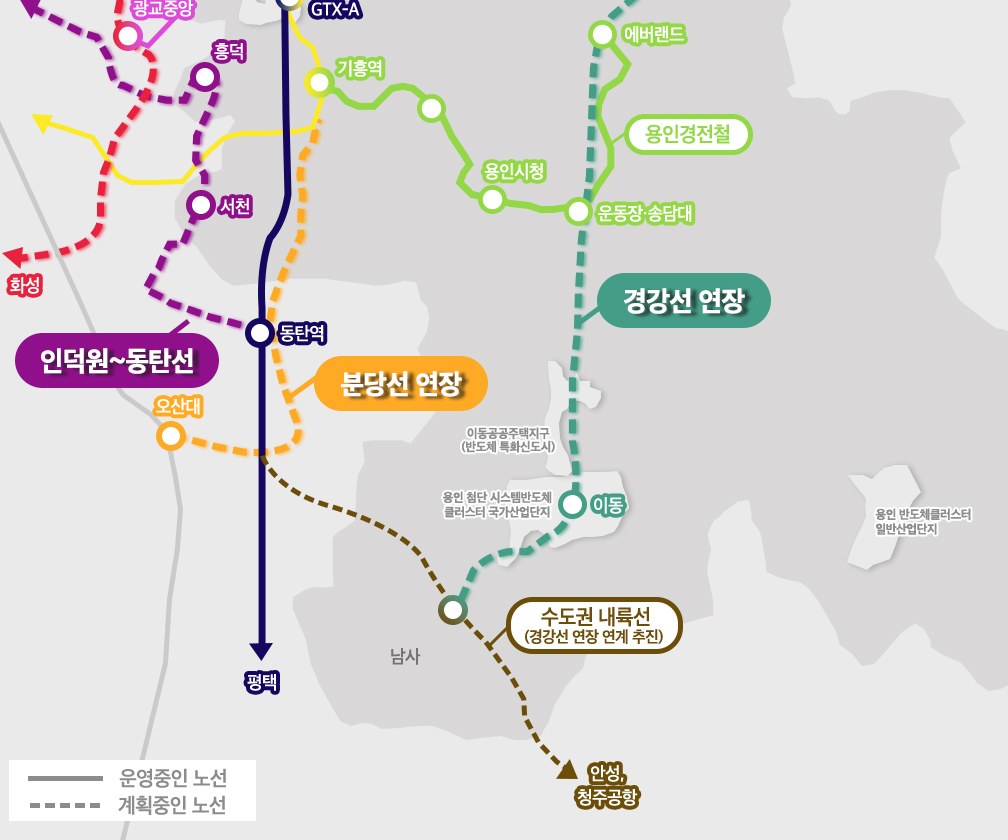 광교중앙
GTX-A
에버랜드
흥덕
기흥역
용인경전철
용인시청
서천
운동장·송담대
화성
경강선 연장
동탄역
인덕원~동탄선
분당선 연장
오산대
이동공공주택지구
(반도체 특화신도시)
용인 첨단 시스템반도체
클러스터 국가산업단지
이동
용인 반도체클러스터
일반산업단지
수도권 내륙선
(경강선 연장 연계 추진)
남사
평택
안성,
청주공항
운영중인 노선
계획중인 노선